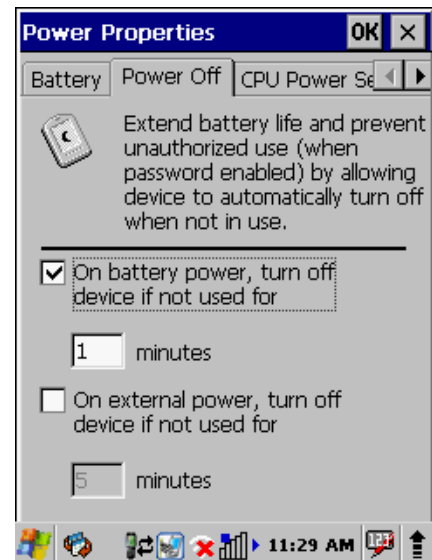 Power Properties OK ×
Battery Power Off CPU Power Se
Extend battery life and prevent
unauthorized use (when
password enabled) by allowing
device to automatically turn off
when not in use.
On battery power, turn off
device if not used for
1 minutes
On external power, turn off
device if not used for
5 minutes
11:29 AM 123